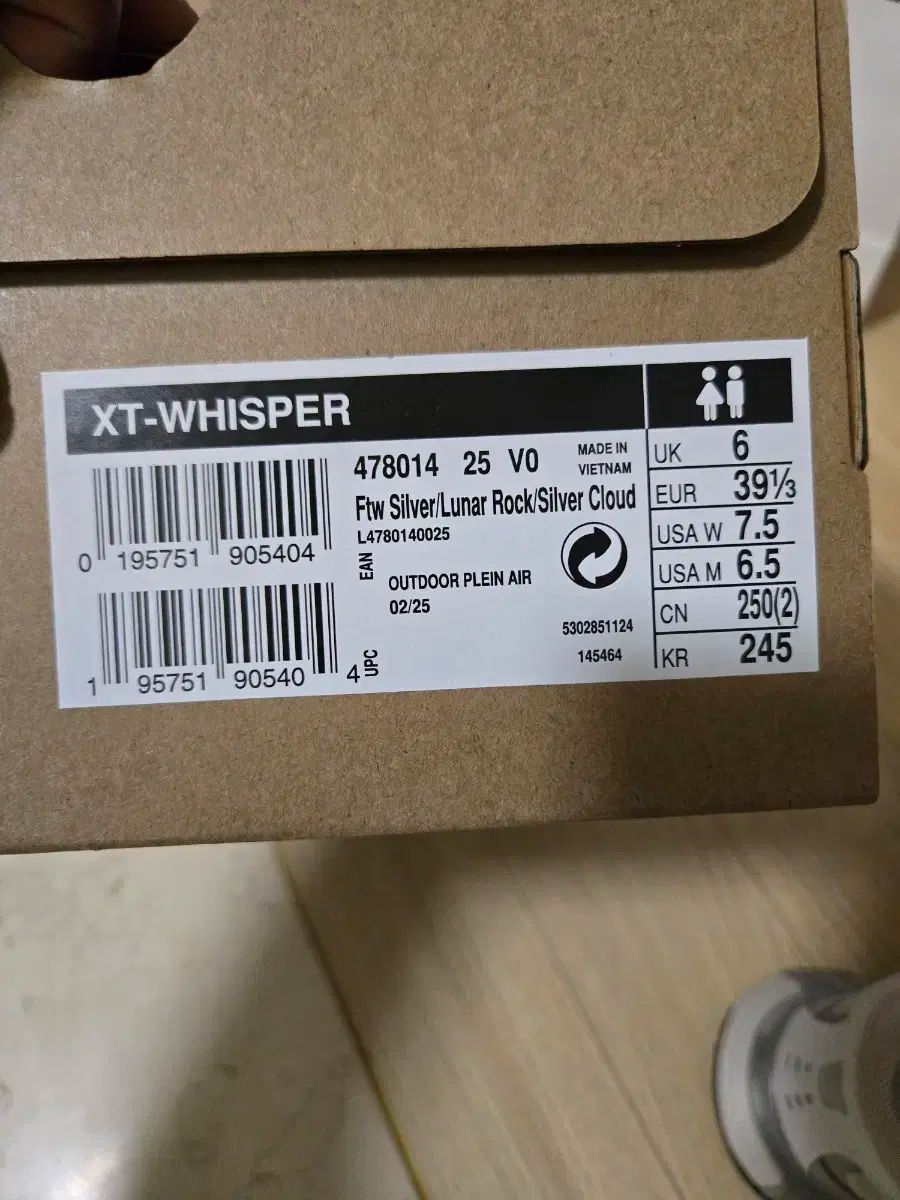 XT-WHISPER
0 195751 905404
EAN
1 95751 90540 4
UPC
478014 25 V0
MADE IN
VIETNAM
Ftw Silver/Lunar Rock/Silver Cloud
L4780140025
OUTDOOR PLEIN AIR
02/25
5302851124
145464
UK 6
EUR 39⅓
USA W 7.5
USA M 6.5
CN 250(2)
KR 245